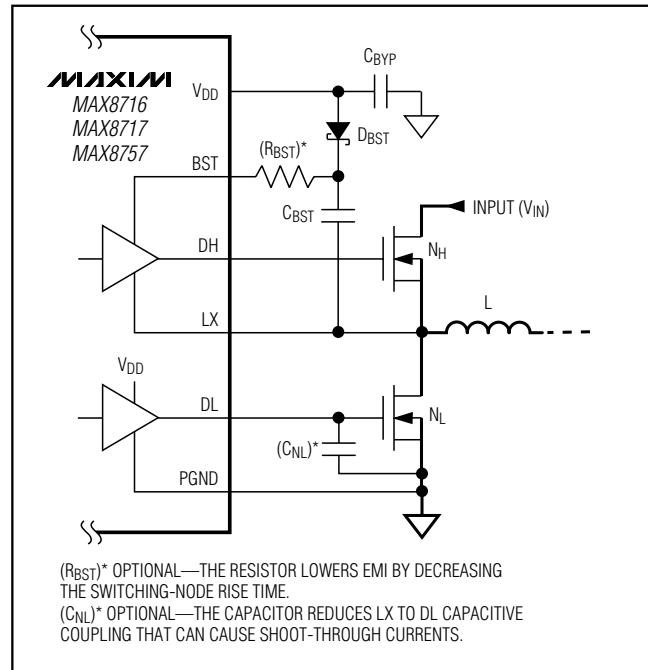 MAXIM
MAX8716
MAX8717
MAX8757
VDD
CBYP
DBST
BST
(RBST)*
CBST
INPUT (VIN)
DH
NH
LX
L
VDD
DL
NL
(CNL)*
PGND
(RBST)* OPTIONAL—THE RESISTOR LOWERS EMI BY DECREASING
THE SWITCHING-NODE RISE TIME.
(CNL)* OPTIONAL—THE CAPACITOR REDUCES LX TO DL CAPACITIVE
COUPLING THAT CAN CAUSE SHOOT-THROUGH CURRENTS.